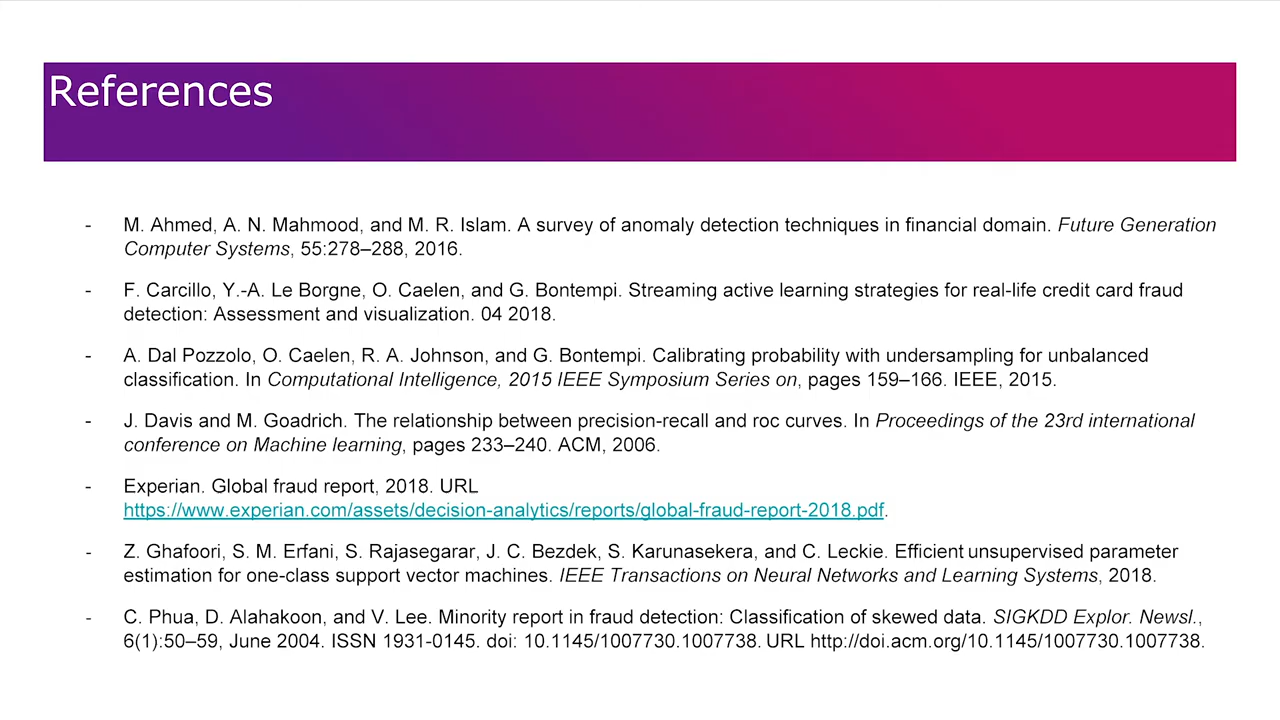 References
- M. Ahmed, A. N. Mahmood, and M. R. Islam. A survey of anomaly detection techniques in financial domain. Future Generation
Computer Systems, 55:278–288, 2016.
- F. Carcillo, Y.-A. Le Borgne, O. Caelen, and G. Bontempi. Streaming active learning strategies for real-life credit card fraud
detection: Assessment and visualization. 04 2018.
- A. Dal Pozzolo, O. Caelen, R. A. Johnson, and G. Bontempi. Calibrating probability with undersampling for unbalanced
classification. In Computational Intelligence, 2015 IEEE Symposium Series on, pages 159–166. IEEE, 2015.
- J. Davis and M. Goadrich. The relationship between precision-recall and roc curves. In Proceedings of the 23rd international
conference on Machine learning, pages 233–240. ACM, 2006.
- Experian. Global fraud report, 2018. URL
https://www.experian.com/assets/decision-analytics/reports/global-fraud-report-2018.pdf.
- Z. Ghafoori, S. M. Erfani, S. Rajasegarar, J. C. Bezdek, S. Karunasekera, and C. Leckie. Efficient unsupervised parameter
estimation for one-class support vector machines. IEEE Transactions on Neural Networks and Learning Systems, 2018.
- C. Phua, D. Alahakoon, and V. Lee. Minority report in fraud detection: Classification of skewed data. SIGKDD Explor. Newsl.,
6(1):50–59, June 2004. ISSN 1931-0145. doi: 10.1145/1007730.1007738. URL http://doi.acm.org/10.1145/1007730.1007738.